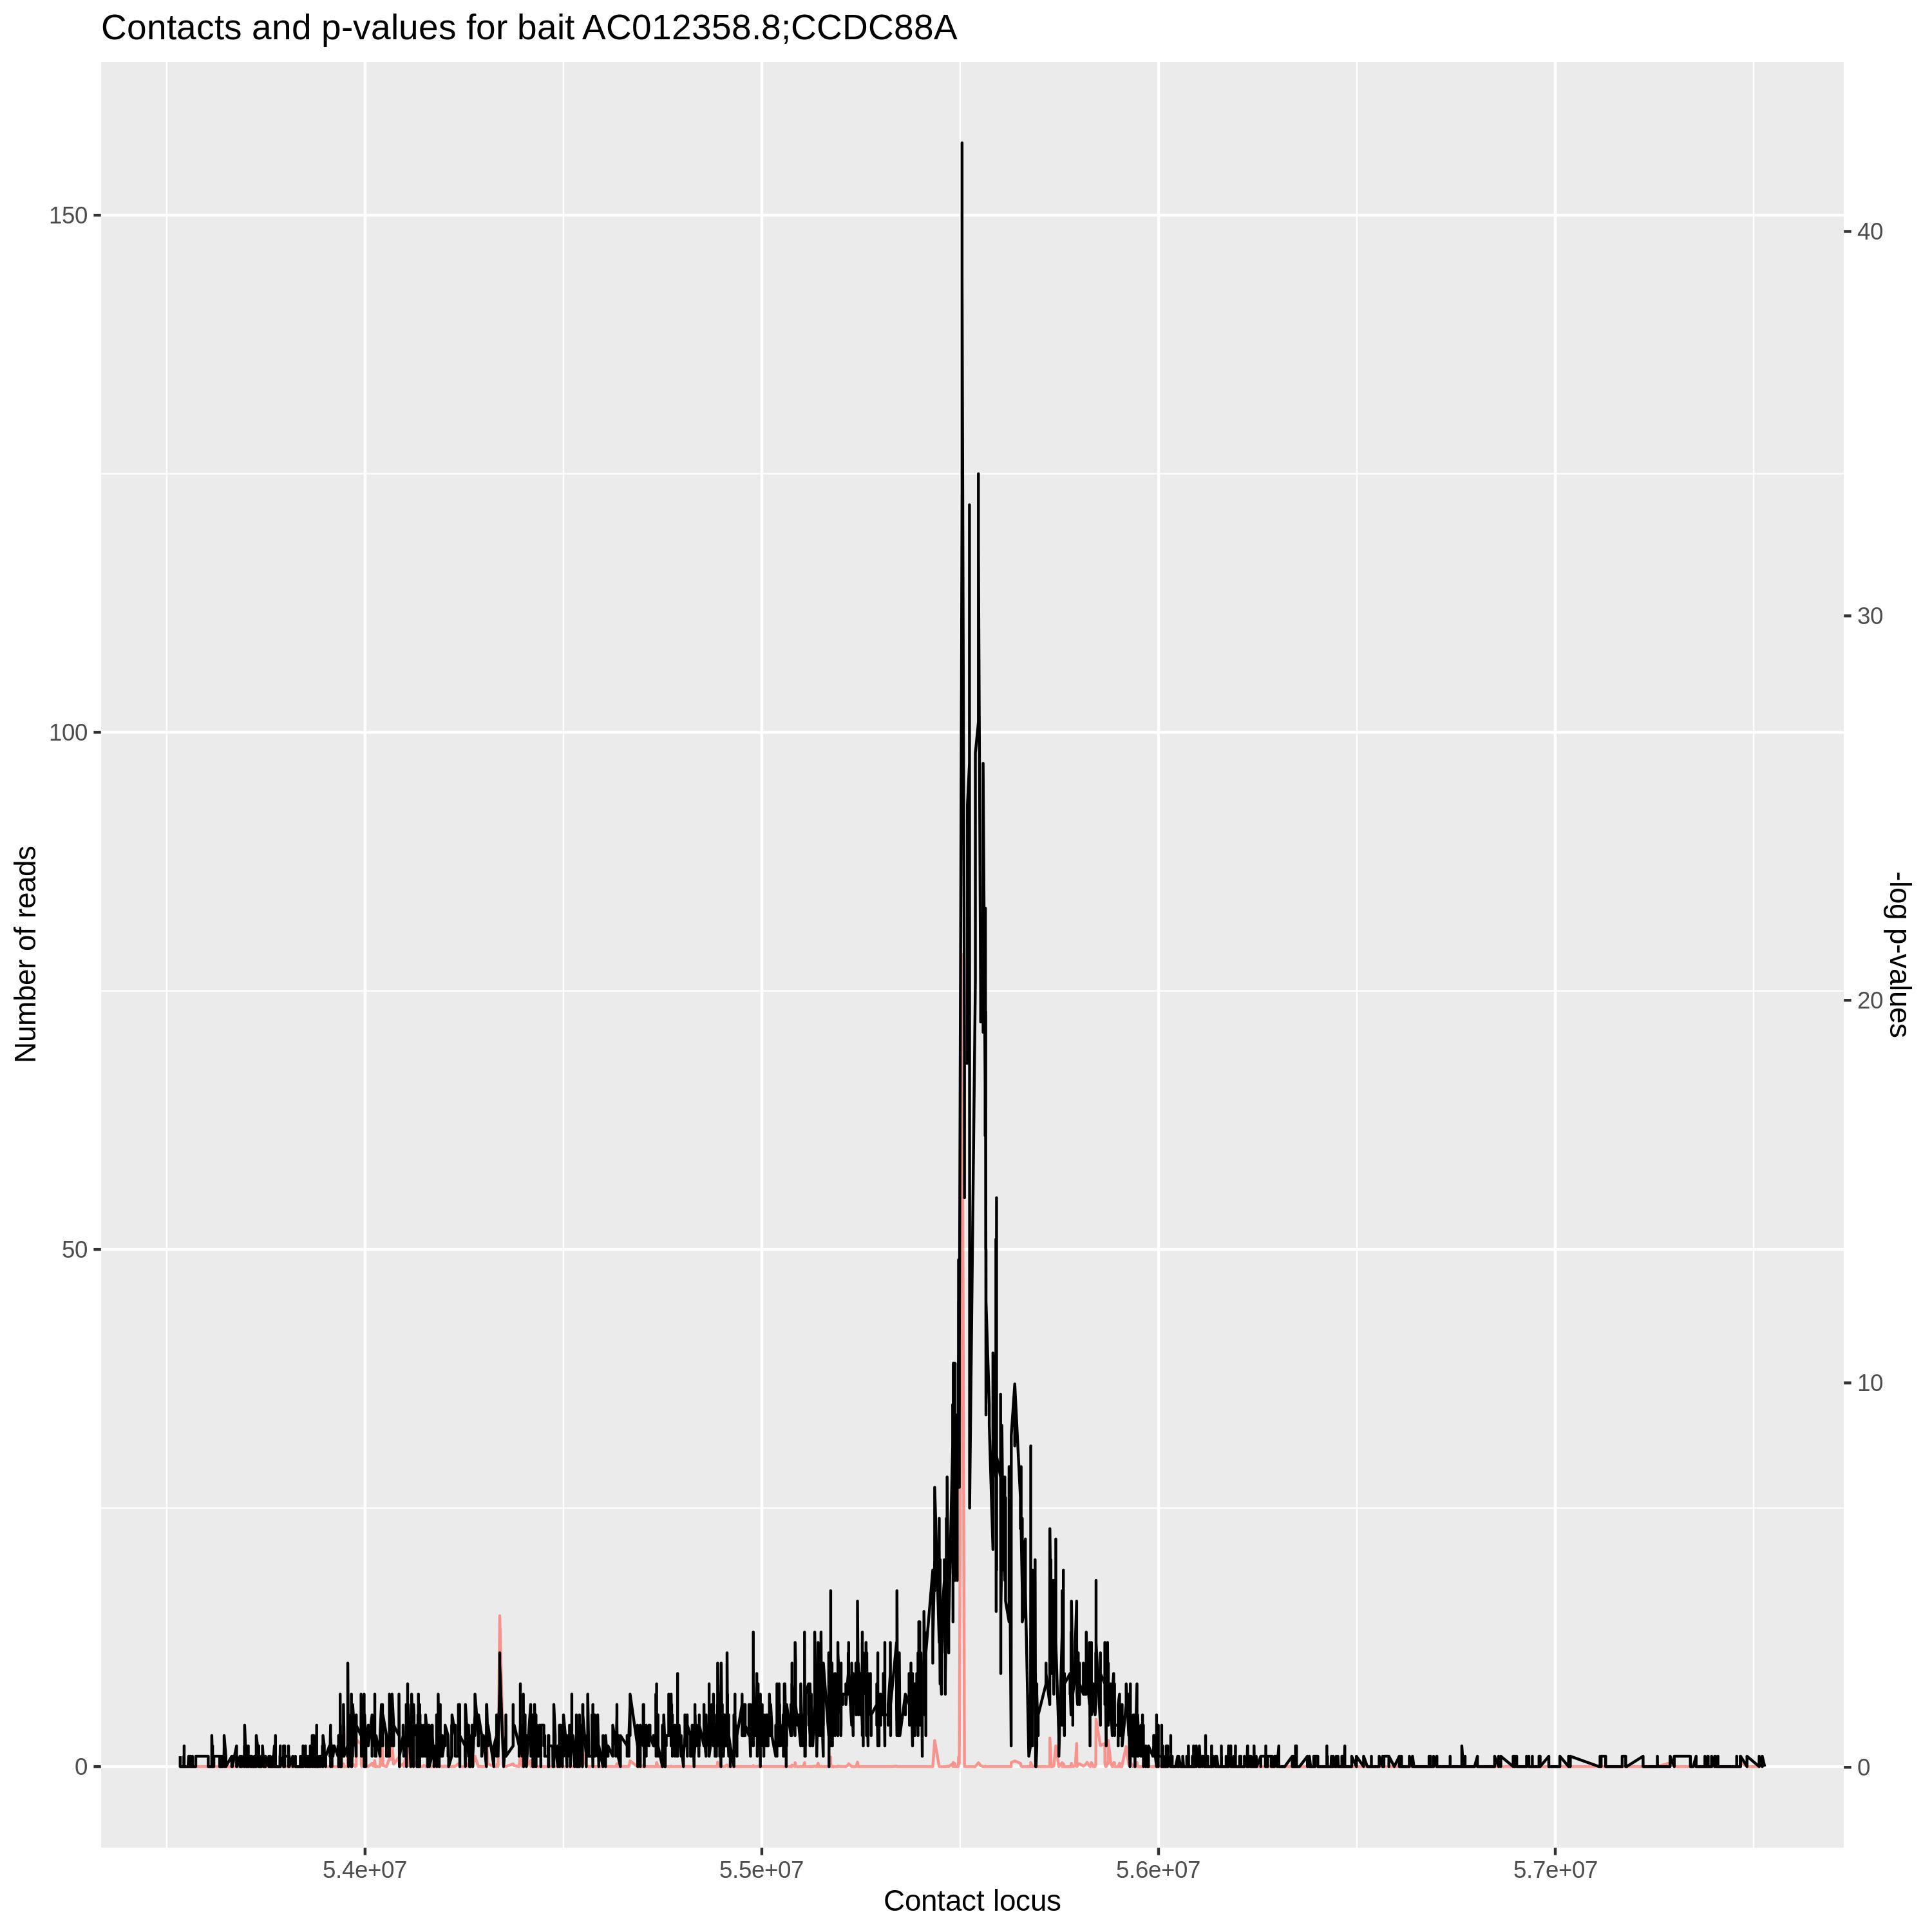 Contacts and p-values for bait AC012358.8;CCDC88A
150
100
50
0
Number of reads
40
30
20
10
0
-log p-values
5.4e+07
5.5e+07
5.6e+07
5.7e+07
Contact locus